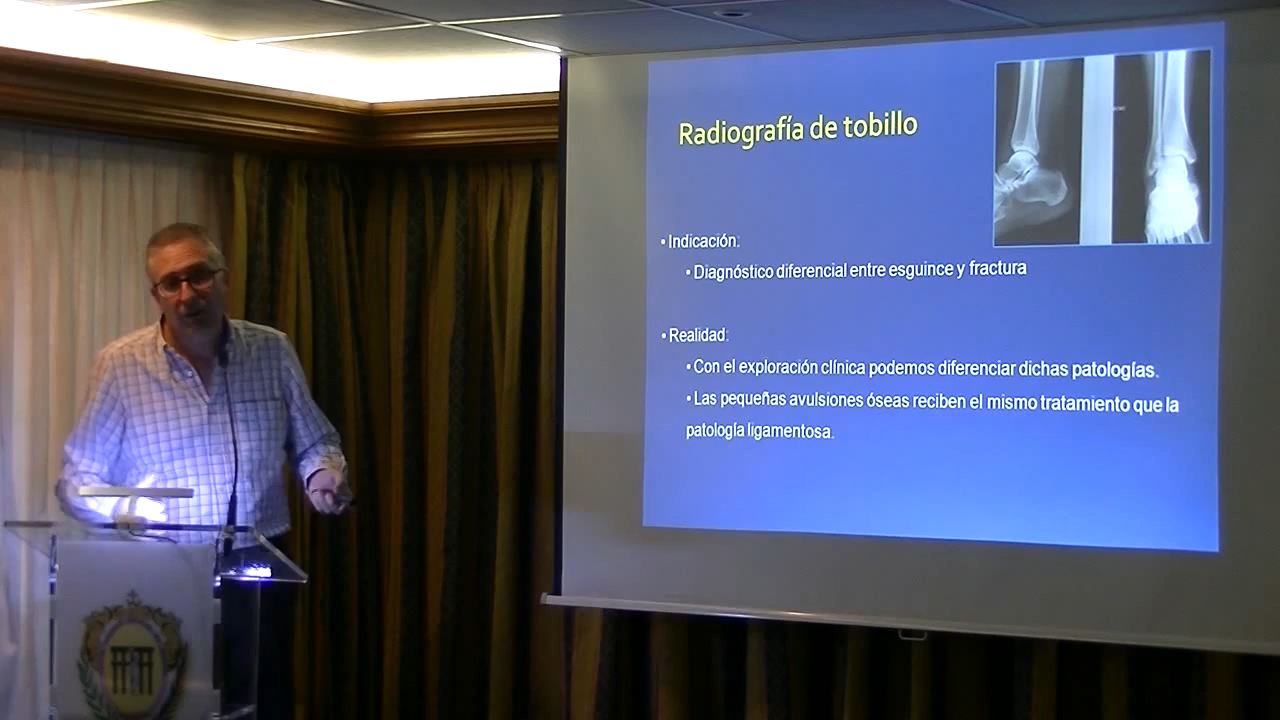 Radiografía de tobillo
• Indicación:
• Diagnóstico diferencial entre esguince y fractura
• Realidad:
• Con el exploración clínica podemos diferenciar dichas patologías.
• Las pequeñas avulsiones óseas reciben el mismo tratamiento que la
patología ligamentosa.